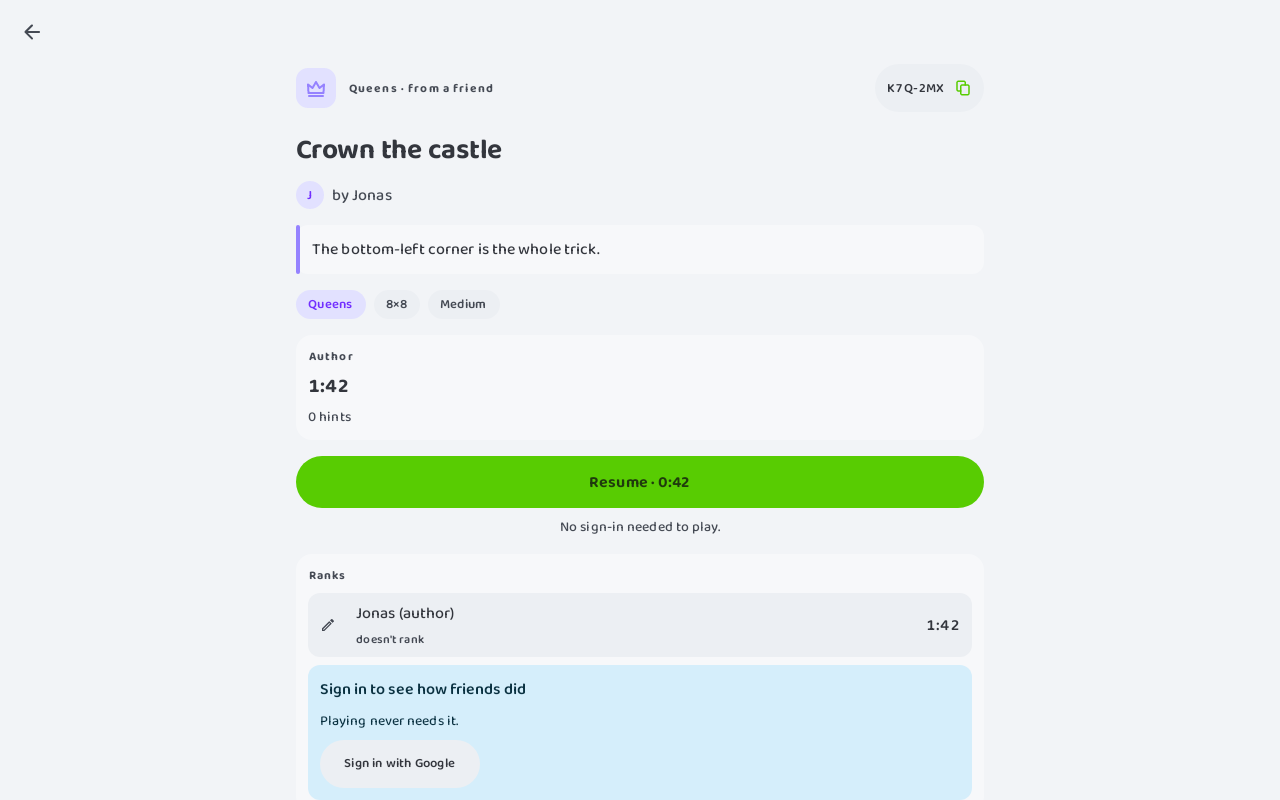 Queens · from a friend
K7Q-2MX
Crown the castle
J
by Jonas
The bottom-left corner is the whole trick.
Queens
8×8
Medium
Author
1:42
0 hints
Resume · 0:42
No sign-in needed to play.
Ranks
Jonas (author)
1:42
doesn't rank
Sign in to see how friends did
Playing never needs it.
Sign in with Google